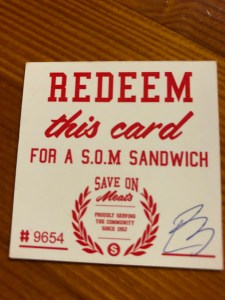 REDEEM
this card
FOR A S.O.M SANDWICH
SAVE ON
Meats
PROUDLY SERVING
THE COMMUNITY
SINCE 1957
S
# 9654